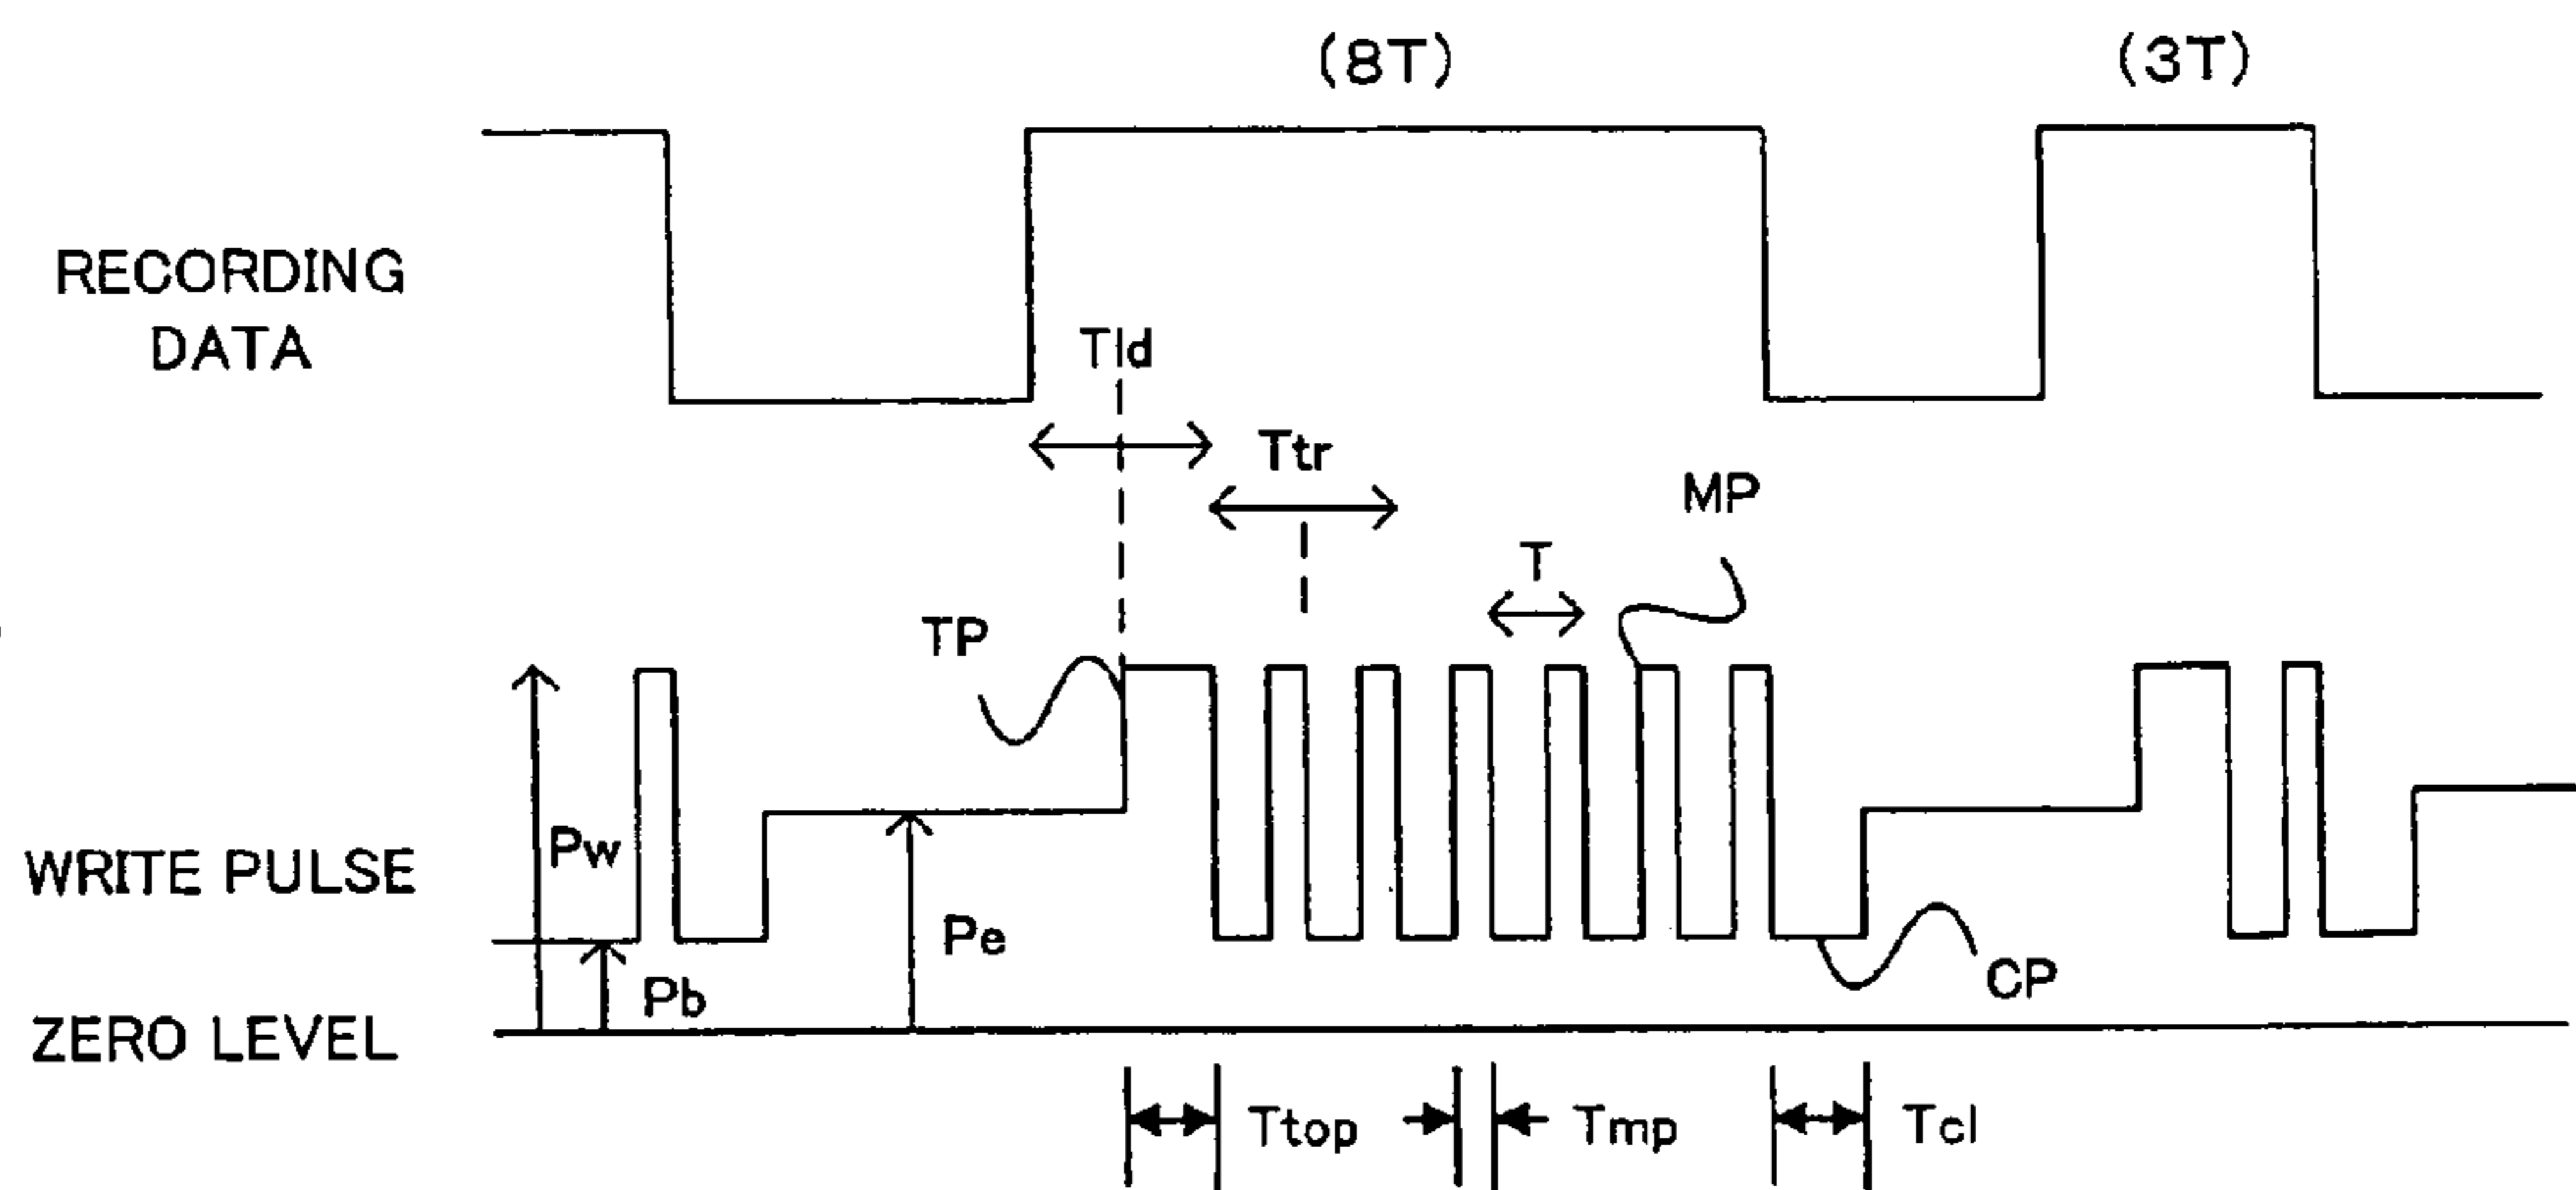 (8T) (3T)
RECORDING
DATA
Tld
Ttr
MP
T
TP
Pw
WRITE PULSE
Pe
Pb
CP
ZERO LEVEL
Ttop Tmp Tcl